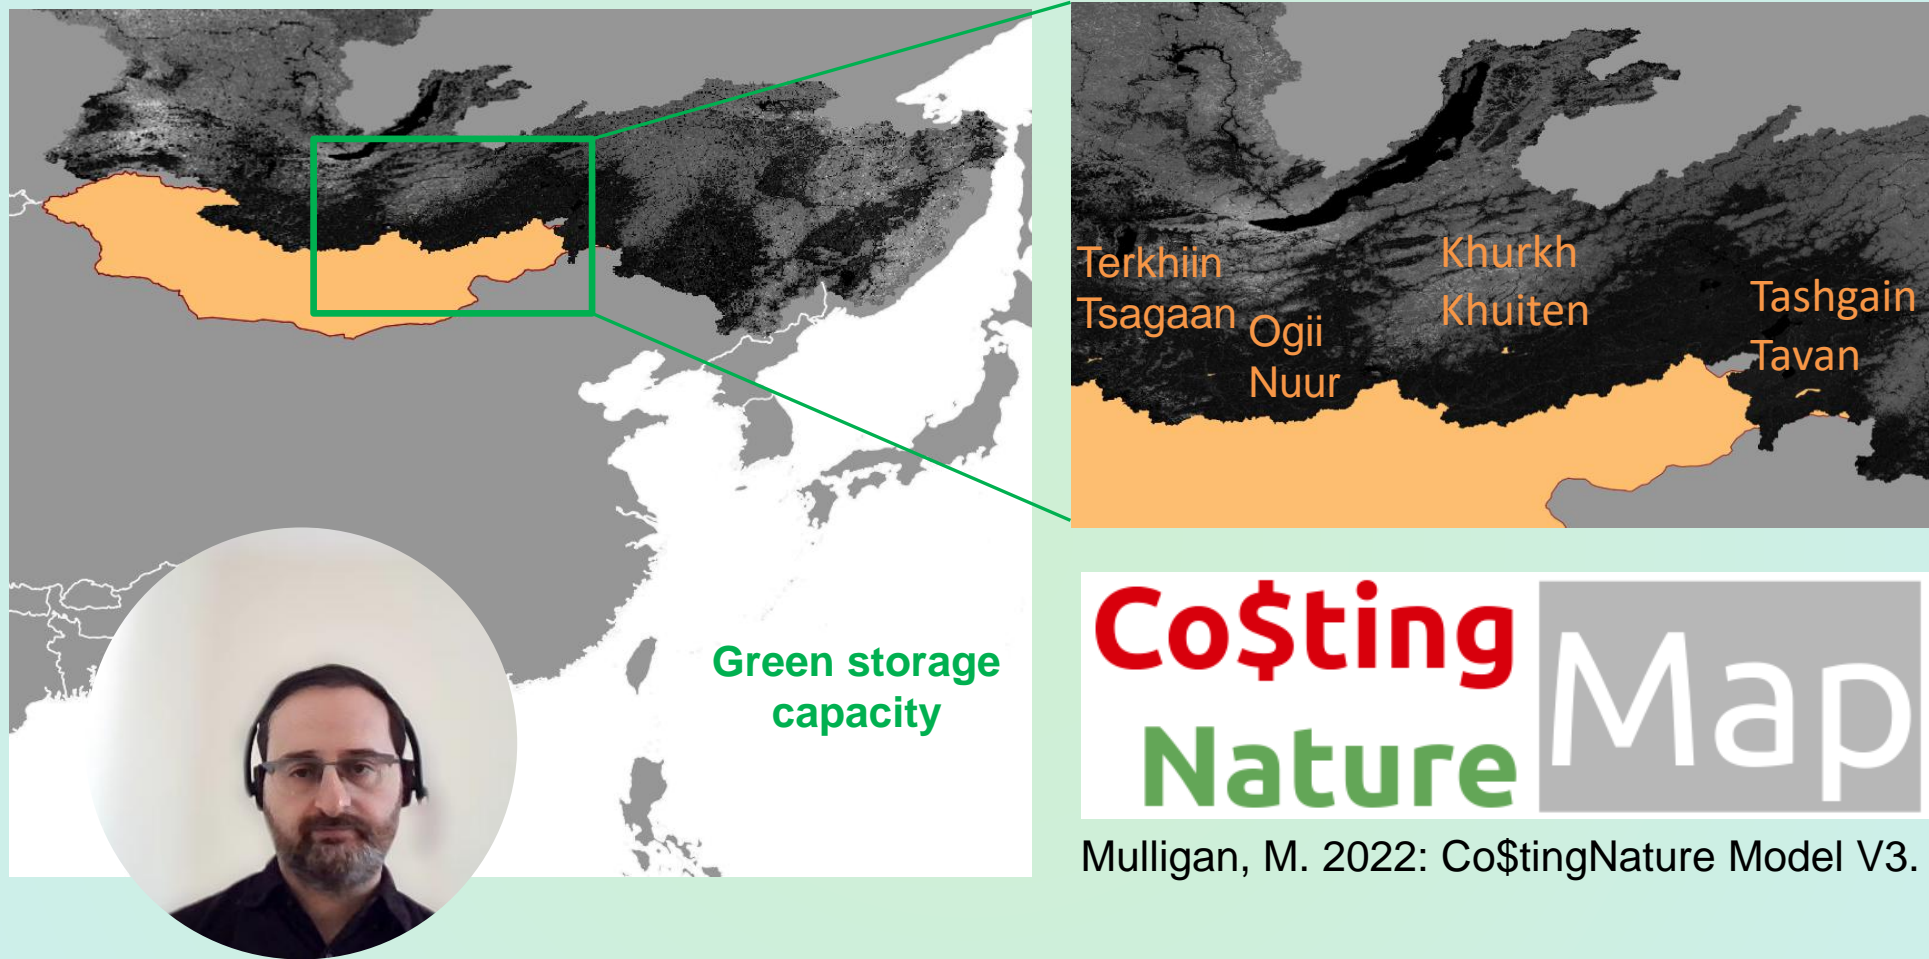 Terkhiin
Tsagaan
Ogii
Nuur
Khurkh
Khuiten
Tashgain
Tavan
Green storage
capacity
Co$ting
Nature
Map
Mulligan, M. 2022: Co$tingNature Model V3.